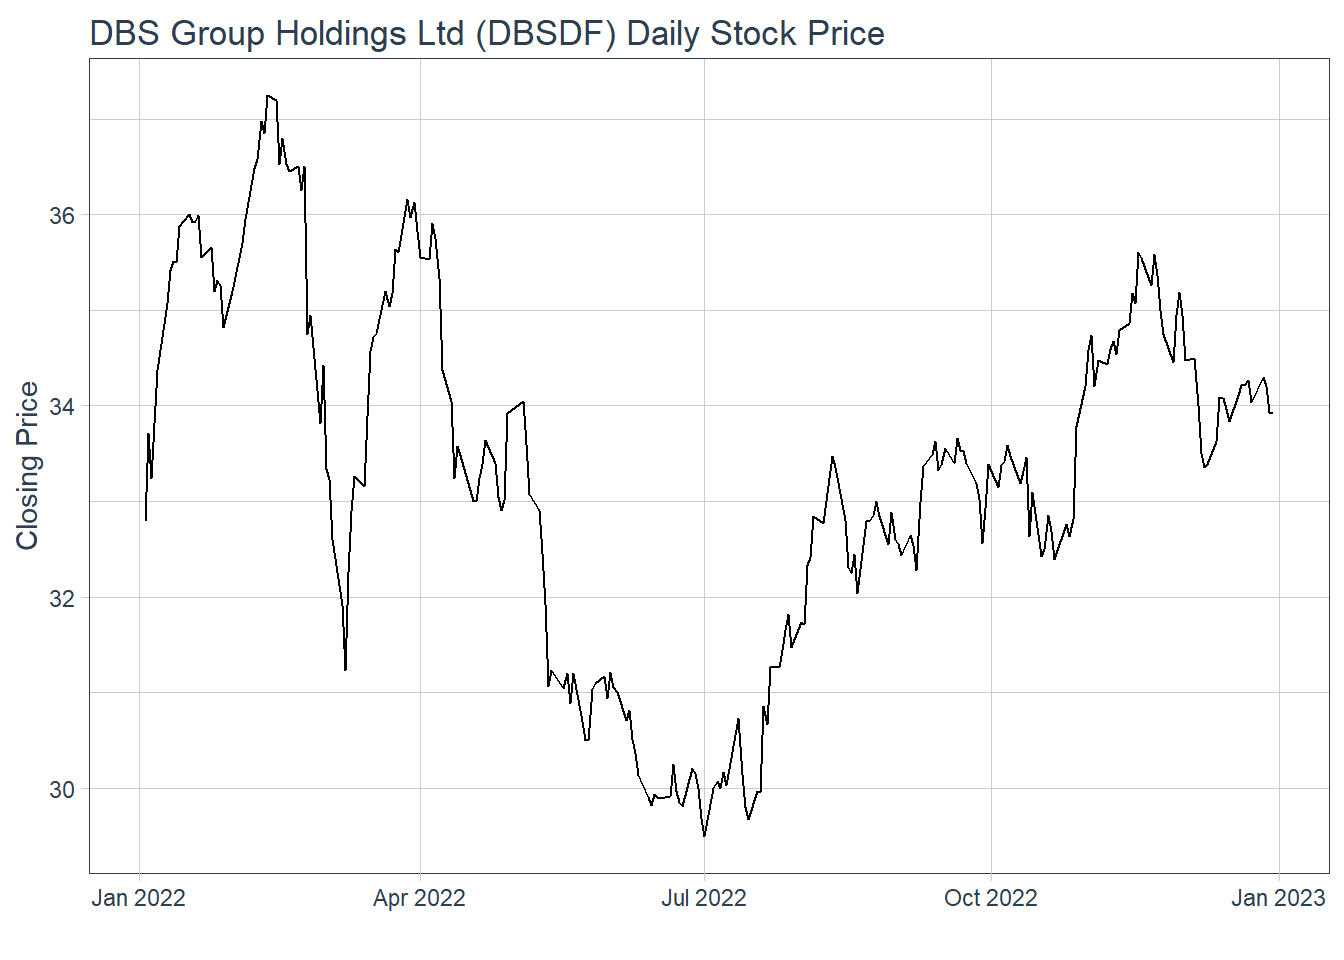 DBS Group Holdings Ltd (DBSDF) Daily Stock Price
Closing Price
36
34
32
30
Jan 2022
Apr 2022
Jul 2022
Oct 2022
Jan 2023